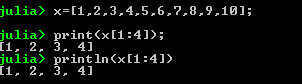 julia> x=[1,2,3,4,5,6,7,8,9,10];
julia> print(x[1:4]);
[1, 2, 3, 4]
julia> println(x[1:4])
[1, 2, 3, 4]